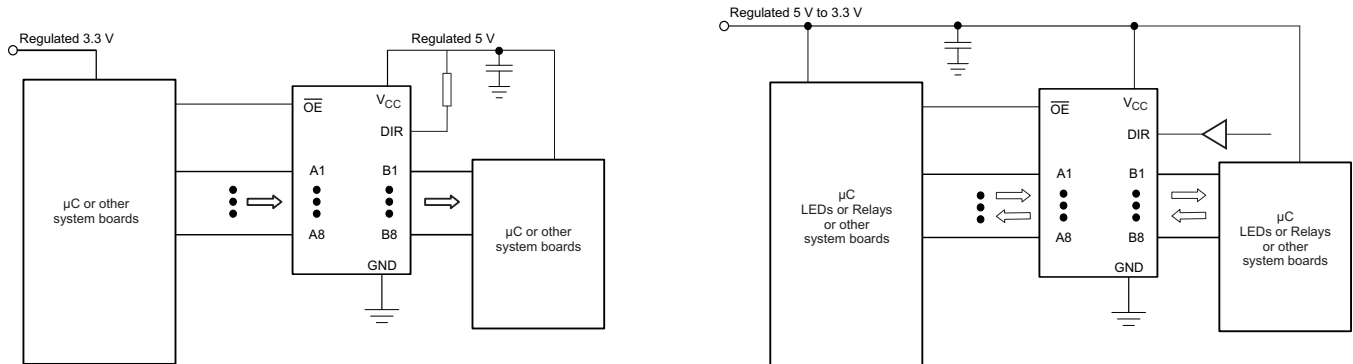 Regulated 3.3 V
Regulated 5 V
OE
VCC
DIR
A1
B1
A8
B8
GND
µC or other
system boards
µC or other
system boards
Regulated 5 V to 3.3 V
OE
VCC
DIR
A1
B1
A8
B8
GND
µC
LEDs or Relays
or other
system boards
µC
LEDs or Relays
or other
system boards